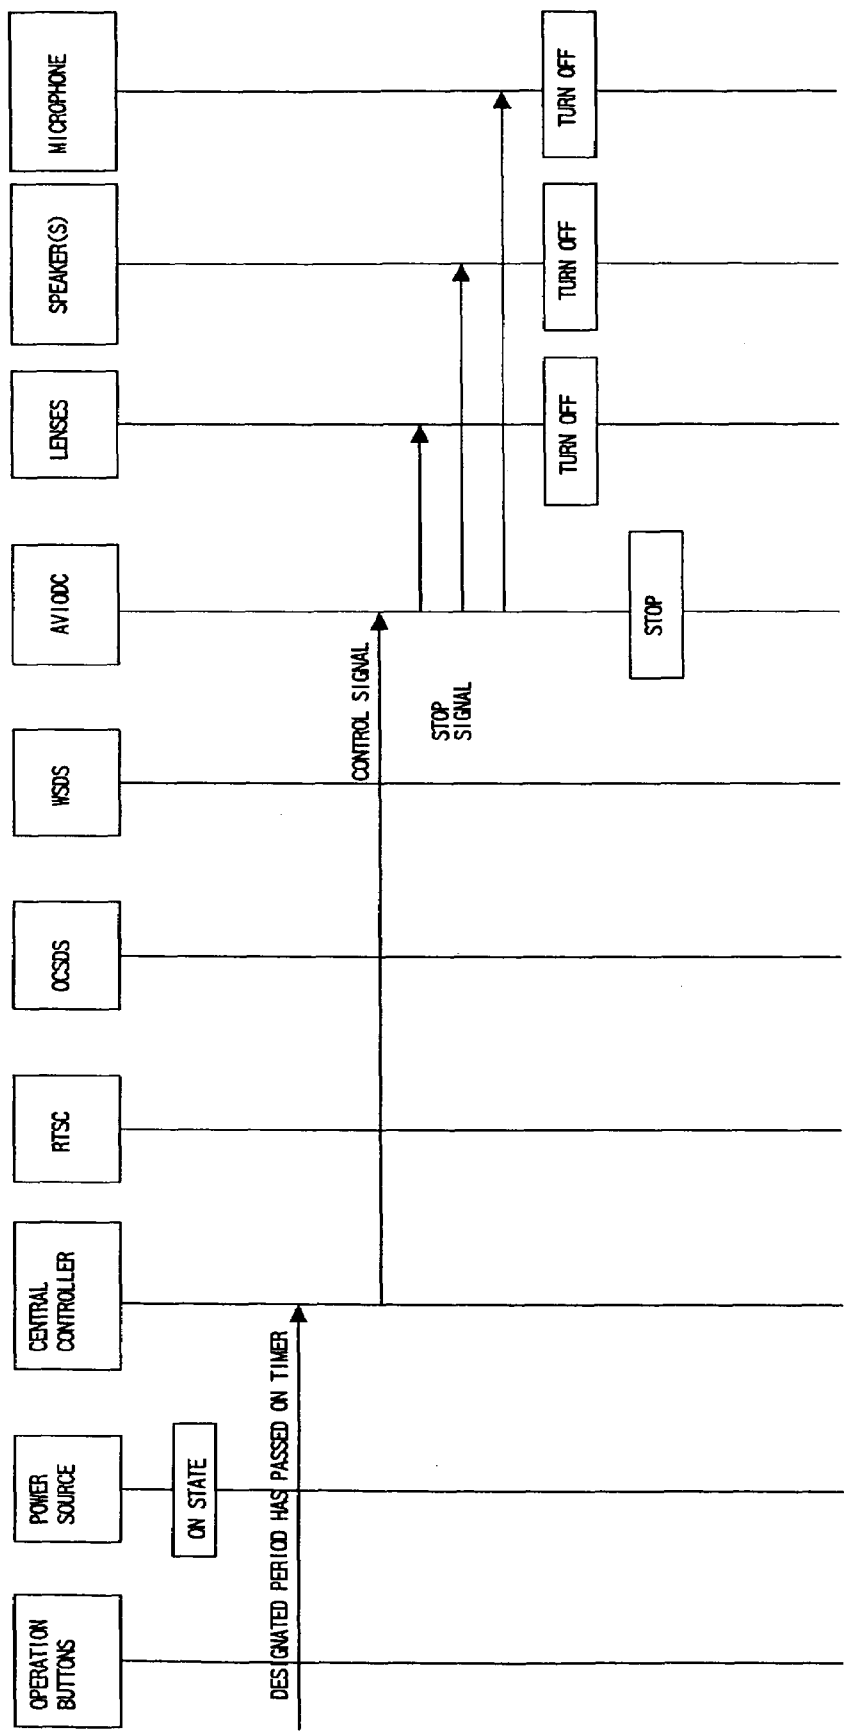 OPERATION
BUTTONS
POWER
SOURCE
CENTRAL
CONTROLLER
RTSC
OCSDS
WSDS
AVIODC
LENSES
SPEAKER(S)
MICROPHONE
ON STATE
DESIGNATED PERIOD HAS PASSED ON TIMER
CONTROL SIGNAL
STOP
SIGNAL
TURN OFF
TURN OFF
TURN OFF
STOP